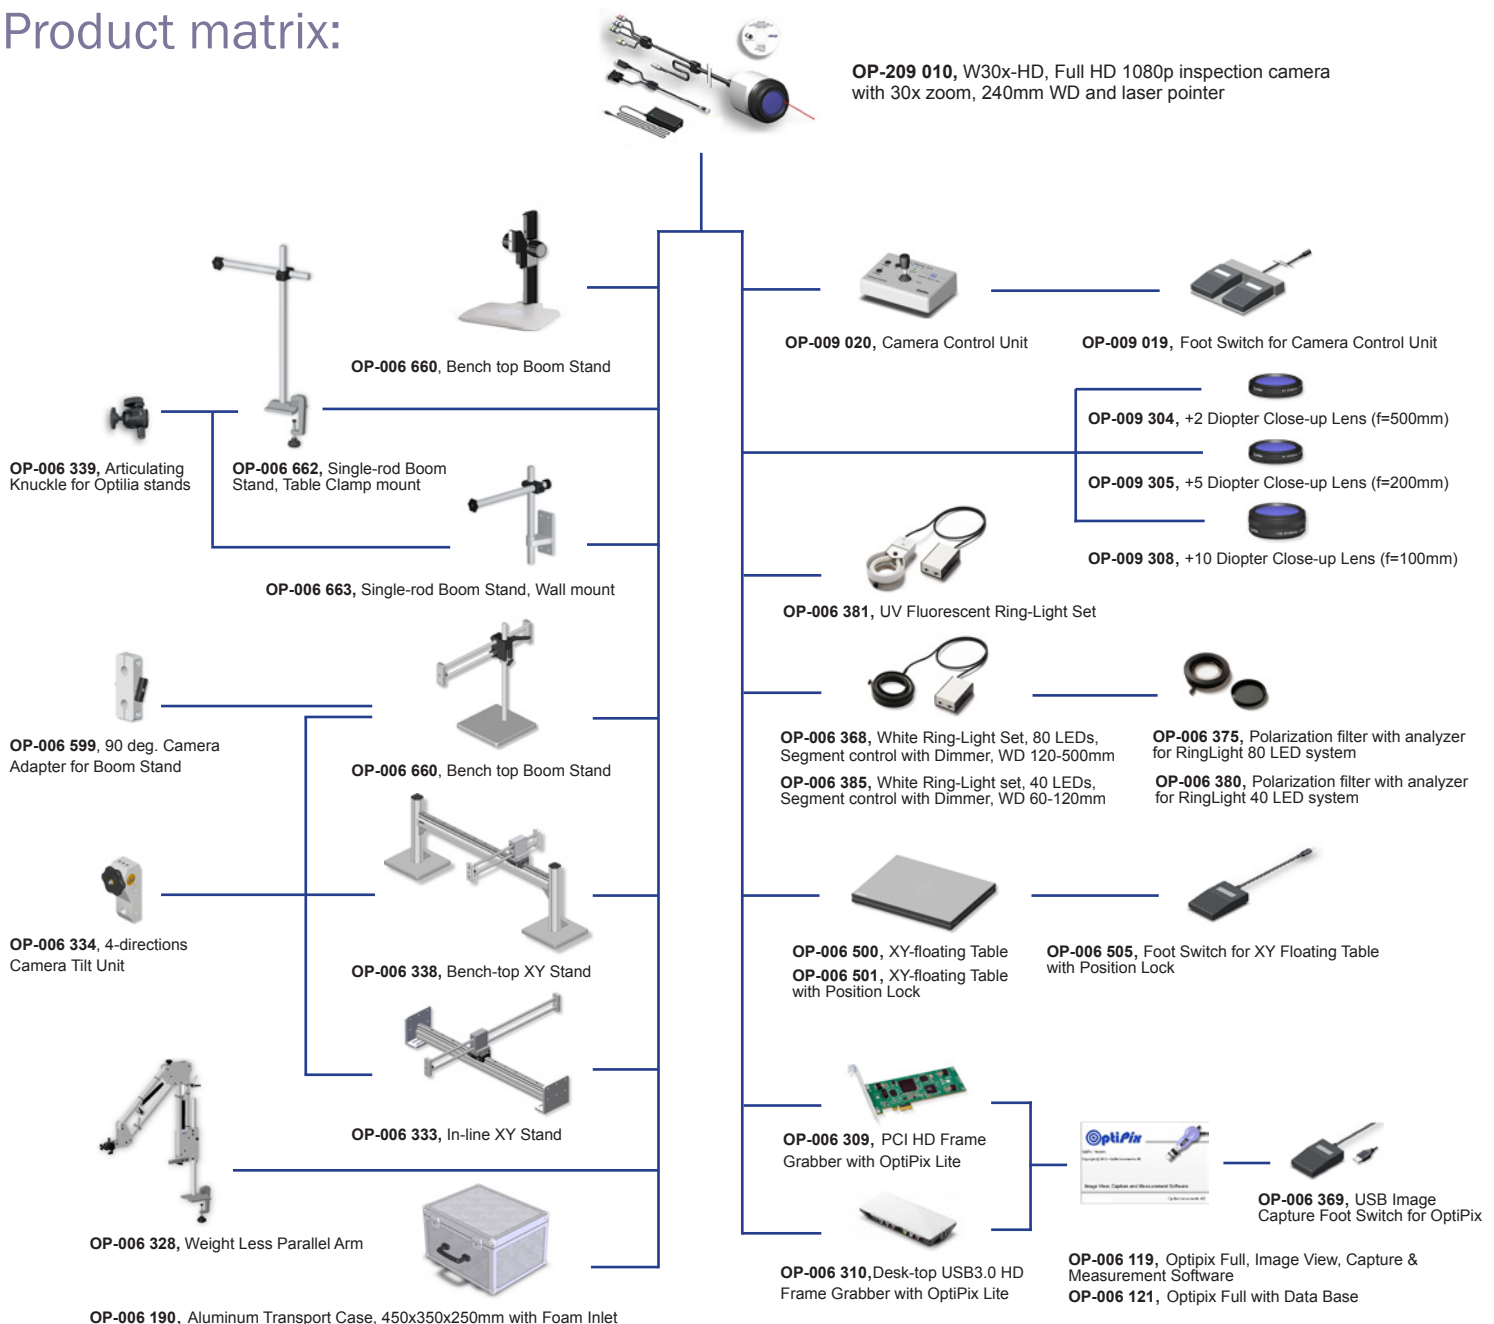 Product matrix:
OP-209 010, W30x-HD, Full HD 1080p inspection camera
with 30x zoom, 240mm WD and laser pointer
OP-006 660, Bench top Boom Stand
OP-009 020, Camera Control Unit
OP-009 019, Foot Switch for Camera Control Unit
OP-006 339, Articulating
Knuckle for Optilia stands
OP-006 662, Single-rod Boom
Stand, Table Clamp mount
OP-009 304, +2 Diopter Close-up Lens (f=500mm)
OP-009 305, +5 Diopter Close-up Lens (f=200mm)
OP-009 308, +10 Diopter Close-up Lens (f=100mm)
OP-006 663, Single-rod Boom Stand, Wall mount
OP-006 381, UV Fluorescent Ring-Light Set
OP-006 599, 90 deg. Camera
Adapter for Boom Stand
OP-006 660, Bench top Boom Stand
OP-006 368, White Ring-Light Set, 80 LEDs,
Segment control with Dimmer, WD 120-500mm
OP-006 385, White Ring-Light set, 40 LEDs,
Segment control with Dimmer, WD 60-120mm
OP-006 375, Polarization filter with analyzer
for RingLight 80 LED system
OP-006 380, Polarization filter with analyzer
for RingLight 40 LED system
OP-006 334, 4-directions
Camera Tilt Unit
OP-006 338, Bench-top XY Stand
OP-006 500, XY-floating Table
OP-006 501, XY-floating Table
with Position Lock
OP-006 505, Foot Switch for XY Floating Table
with Position Lock
OP-006 333, In-line XY Stand
OP-006 309, PCI HD Frame
Grabber with OptiPix Lite
OptiPix
Image View, Capture and Measurement Software
OP-006 369, USB Image
Capture Foot Switch for OptiPix
OP-006 328, Weight Less Parallel Arm
OP-006 310,Desk-top USB3.0 HD
Frame Grabber with OptiPix Lite
OP-006 119, Optipix Full, Image View, Capture &
Measurement Software
OP-006 121, Optipix Full with Data Base
OP-006 190, Aluminum Transport Case, 450x350x250mm with Foam Inlet